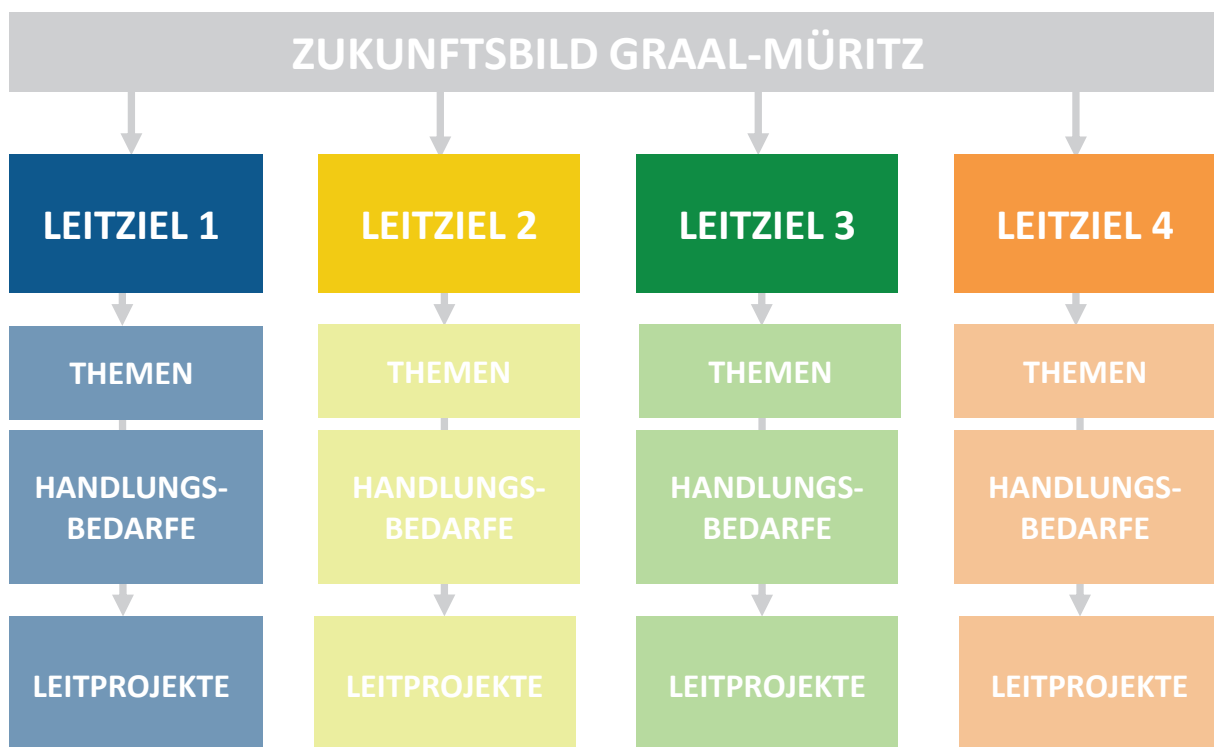 ZUKUNFTSBILD GRAAL-MÜRITZ
LEITZIEL 1
LEITZIEL 2
LEITZIEL 3
LEITZIEL 4
THEMEN
THEMEN
THEMEN
THEMEN
HANDLUNGS-
BEDARFE
HANDLUNGS-
BEDARFE
HANDLUNGS-
BEDARFE
HANDLUNGS-
BEDARFE
LEITPROJEKTE
LEITPROJEKTE
LEITPROJEKTE
LEITPROJEKTE